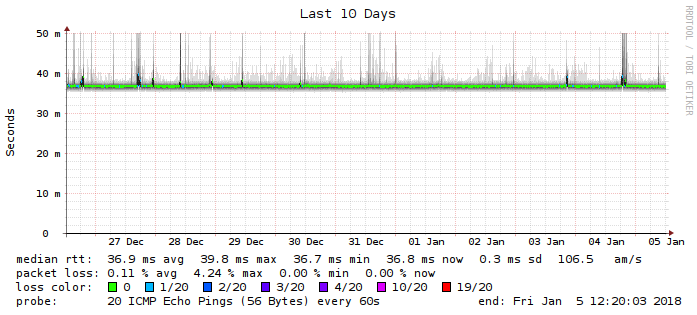 Last 10 Days
RRDTOOL / TOBI OETIKER
Seconds
50 m
40 m
30 m
20 m
10 m
0
27 Dec 28 Dec 29 Dec 30 Dec 31 Dec 01 Jan 02 Jan 03 Jan 04 Jan 05 Jan
median rtt: 36.9 ms avg 39.8 ms max 36.7 ms min 36.8 ms now 0.3 ms sd 106.5 am/s
packet loss: 0.11 % avg 4.24 % max 0.00 % min 0.00 % now
loss color: 0 1/20 2/20 3/20 4/20 10/20 19/20
probe: 20 ICMP Echo Pings (56 Bytes) every 60s end: Fri Jan 5 12:20:03 2018